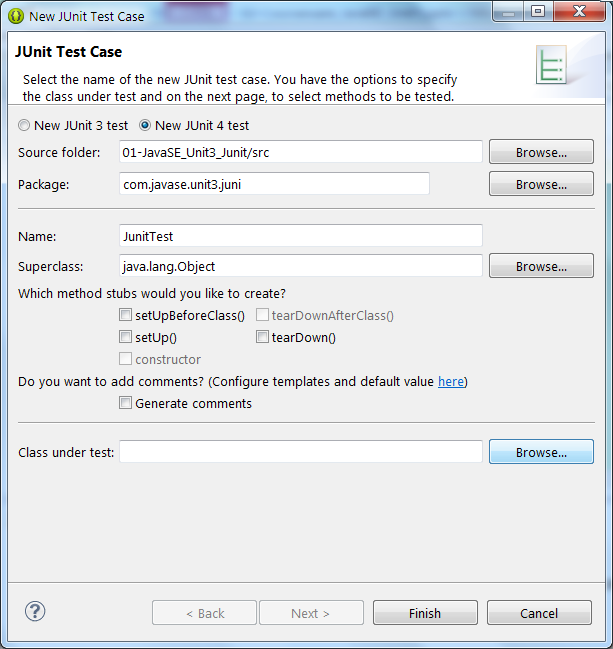 New JUnit Test Case
JUnit Test Case
Select the name of the new JUnit test case. You have the options to specify
the class under test and on the next page, to select methods to be tested.
New JUnit 3 test New JUnit 4 test
Source folder: 01-JavaSE_Unit3_Junit/src Browse...
Package: com.javase.unit3.juni Browse...
Name: JunitTest
Superclass: java.lang.Object Browse...
Which method stubs would you like to create?
setUpBeforeClass() tearDownAfterClass()
setUp() tearDown()
constructor
Do you want to add comments? (Configure templates and default value here)
Generate comments
Class under test: Browse...
? < Back Next > Finish Cancel